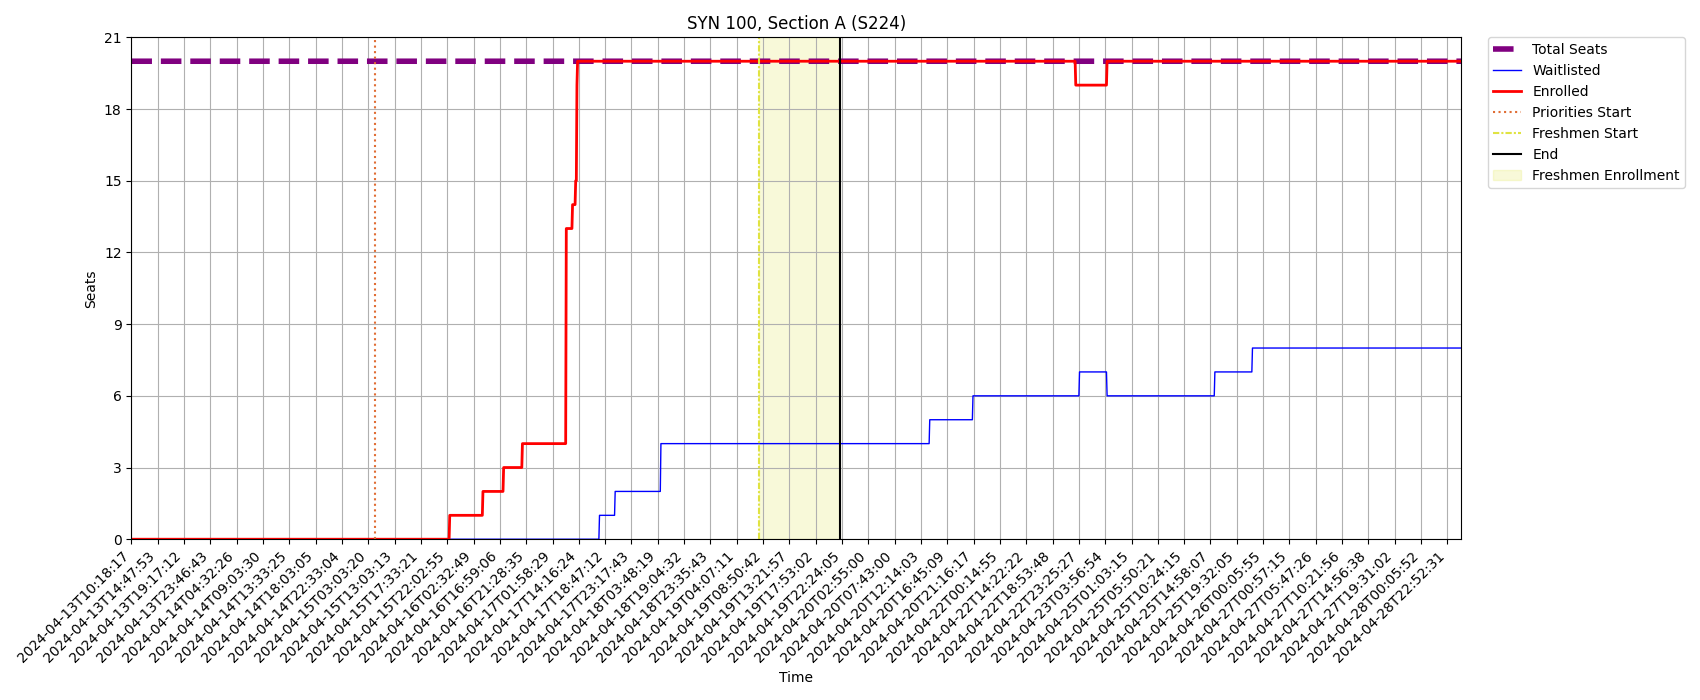 SYN 100, Section A (S224)
21
18
15
12
9
6
3
0
Seats
2024-04-13T10:18:17
2024-04-13T14:47:53
2024-04-13T19:17:12
2024-04-13T23:46:43
2024-04-14T04:32:26
2024-04-14T09:03:30
2024-04-14T13:33:25
2024-04-14T18:03:05
2024-04-14T22:33:04
2024-04-15T03:03:20
2024-04-15T13:03:13
2024-04-15T17:33:21
2024-04-15T22:02:55
2024-04-16T02:32:49
2024-04-16T16:59:06
2024-04-16T21:28:35
2024-04-17T01:58:29
2024-04-17T14:16:24
2024-04-17T18:47:12
2024-04-17T23:17:43
2024-04-18T03:48:19
2024-04-18T19:04:32
2024-04-18T23:35:43
2024-04-19T04:07:11
2024-04-19T08:50:42
2024-04-19T13:21:57
2024-04-19T17:53:02
2024-04-19T22:24:05
2024-04-20T02:55:00
2024-04-20T07:43:00
2024-04-20T12:14:03
2024-04-20T16:45:09
2024-04-20T21:16:17
2024-04-22T00:14:55
2024-04-22T14:22:22
2024-04-22T18:53:48
2024-04-22T23:25:27
2024-04-23T03:56:54
2024-04-25T01:03:15
2024-04-25T05:50:21
2024-04-25T10:24:15
2024-04-25T14:58:07
2024-04-25T19:32:05
2024-04-26T00:05:55
2024-04-27T00:57:15
2024-04-27T05:47:26
2024-04-27T10:21:56
2024-04-27T14:56:38
2024-04-27T19:31:02
2024-04-28T00:05:52
2024-04-28T22:52:31
Time
Total Seats
Waitlisted
Enrolled
Priorities Start
Freshmen Start
End
Freshmen Enrollment